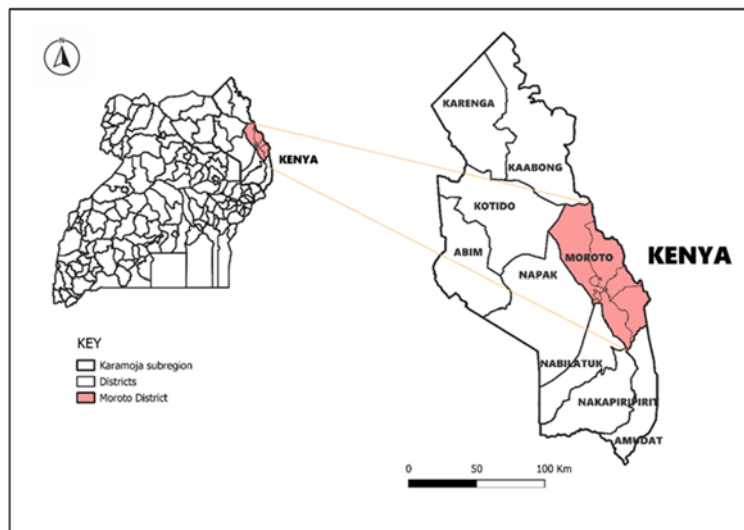 N
KENYA
KEY
Karamoja subregion
Districts
Moroto District
KARENGA
KAABONG
KOTIDO
ABIM
NAPAK
MOROTO
KENYA
NABILATUK
NAKAPIRIPIRIT
AMUDAT
0 50 100 Km